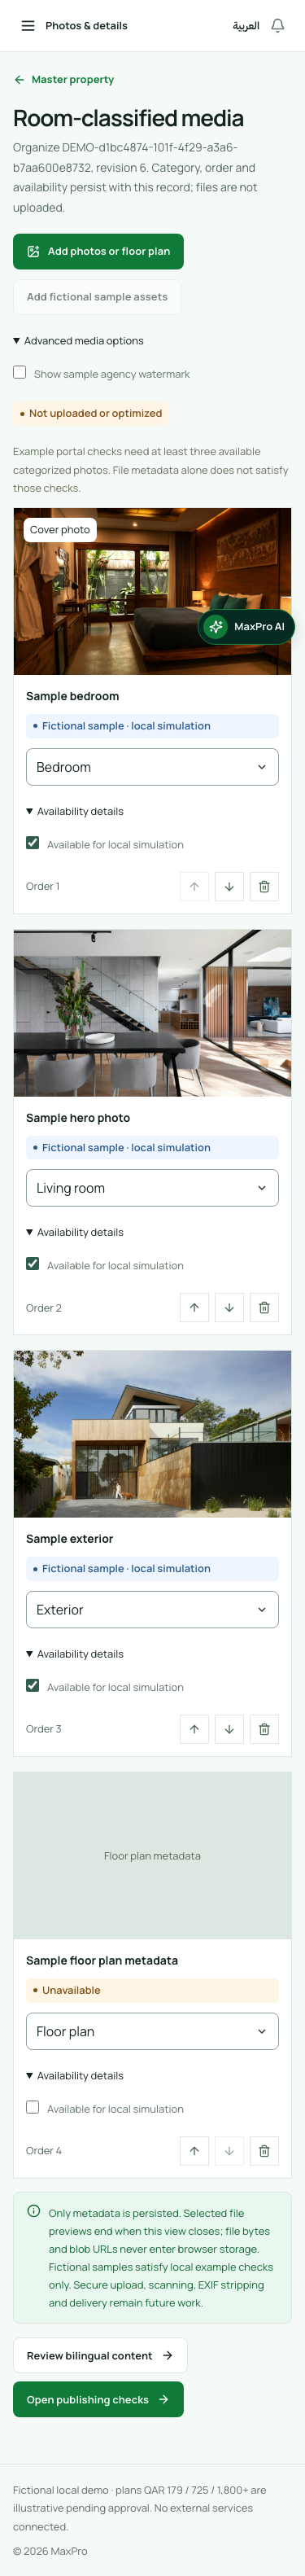 Photos & details
العربية
Master property
Room-classified media
Organize DEMO-d1bc4874-101f-4f29-a3a6-
b7aa600e8732, revision 6. Category, order and
availability persist with this record; files are not
uploaded.
Add photos or floor plan
Add fictional sample assets
Advanced media options
Show sample agency watermark
Not uploaded or optimized
Example portal checks need at least three available
categorized photos. File metadata alone does not satisfy
those checks.
Cover photo
MaxPro AI
Sample bedroom
Fictional sample · local simulation
Bedroom
Availability details
Available for local simulation
Order 1
Sample hero photo
Fictional sample · local simulation
Living room
Availability details
Available for local simulation
Order 2
Sample exterior
Fictional sample · local simulation
Exterior
Availability details
Available for local simulation
Order 3
Floor plan metadata
Sample floor plan metadata
Unavailable
Floor plan
Availability details
Available for local simulation
Order 4
Only metadata is persisted. Selected file
previews end when this view closes; file bytes
and blob URLs never enter browser storage.
Fictional samples satisfy local example checks
only. Secure upload, scanning, EXIF stripping
and delivery remain future work.
Review bilingual content
Open publishing checks
Fictional local demo · plans QAR 179 / 725 / 1,800+ are
illustrative pending approval. No external services
connected.
© 2026 MaxPro